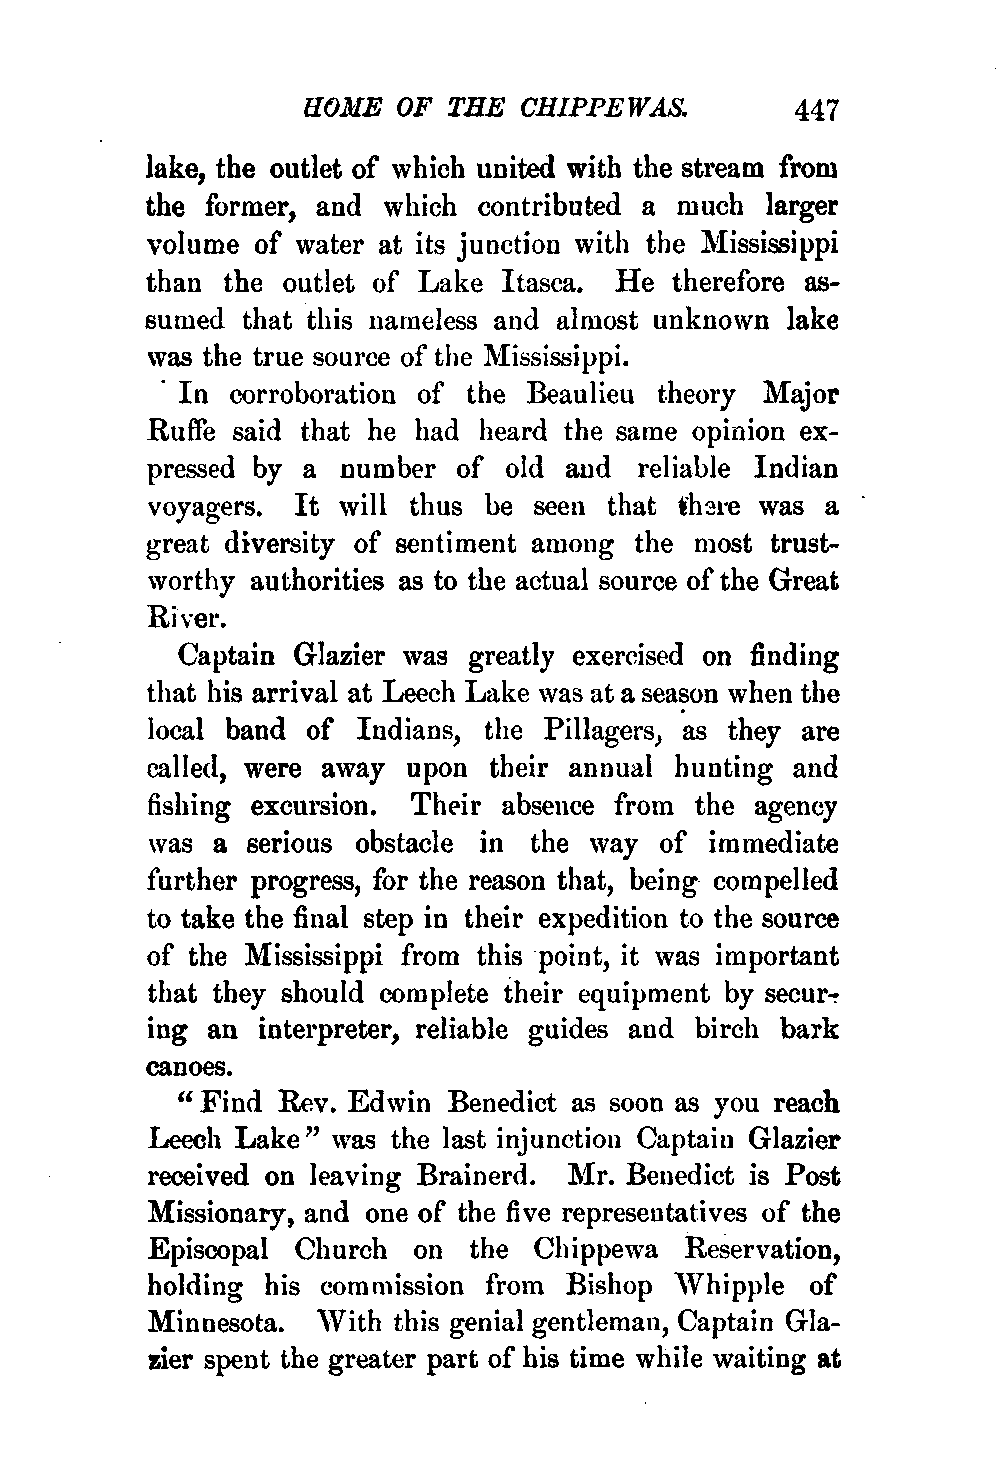 HOME OF THE CHIPPEWAS. 447
lake, the outlet of which united with the stream from
the former, and which contributed a much larger
volume of water at its junction with the Mississippi
than the outlet of Lake Itasca. He therefore as-
sumed that this nameless and almost unknown lake
was the true source of the Mississippi.
In corroboration of the Beaulieu theory Major
Ruffe said that he had heard the same opinion ex-
pressed by a number of old and reliable Indian
voyagers. It will thus be seen that there was a
great diversity of sentiment among the most trust-
worthy authorities as to the actual source of the Great
River.
Captain Glazier was greatly exercised on finding
that his arrival at Leech Lake was at a season when the
local band of Indians, the Pillagers, as they are
called, were away upon their annual hunting and
fishing excursion. Their absence from the agency
was a serious obstacle in the way of immediate
further progress, for the reason that, being compelled
to take the final step in their expedition to the source
of the Mississippi from this point, it was important
that they should complete their equipment by secur-
ing an interpreter, reliable guides and birch bark
canoes.
“Find Rev. Edwin Benedict as soon as you reach
Leech Lake” was the last injunction Captain Glazier
received on leaving Brainerd. Mr. Benedict is Post
Missionary, and one of the five representatives of the
Episcopal Church on the Chippewa Reservation,
holding his commission from Bishop Whipple of
Minnesota. With this genial gentleman, Captain Gla-
zier spent the greater part of his time while waiting at